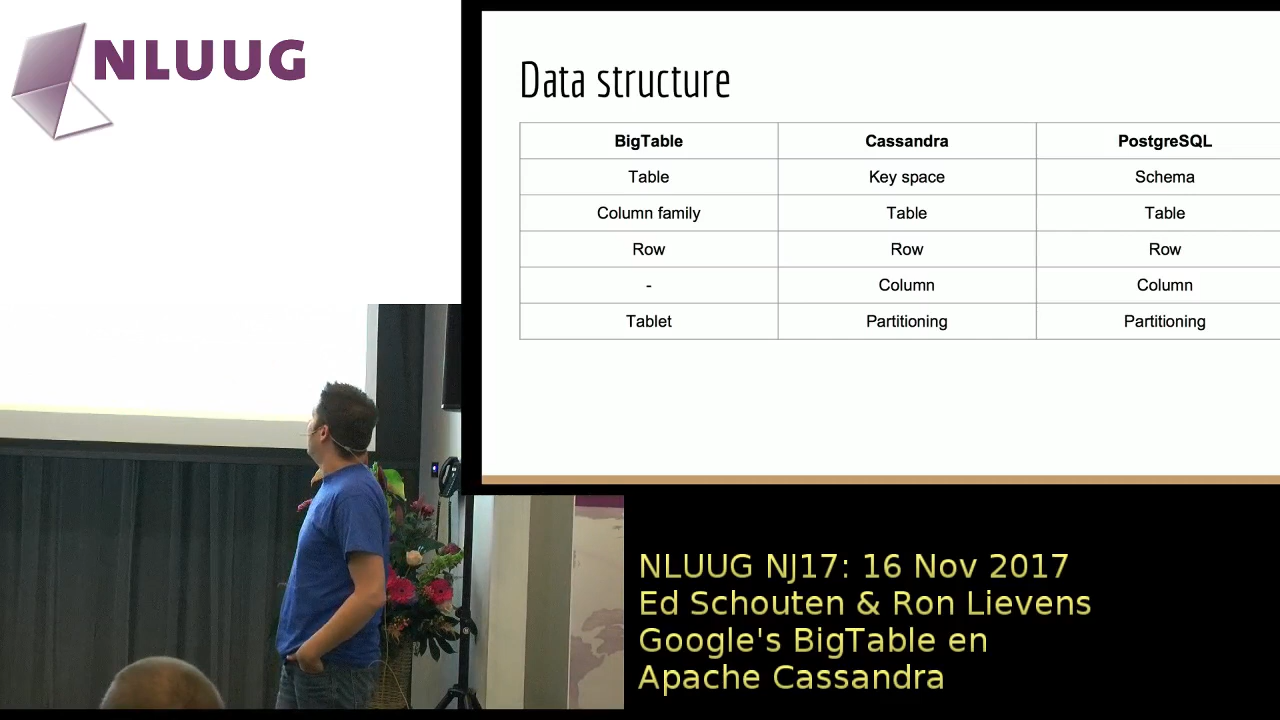 NLUUG
Data structure
BigTable Cassandra PostgreSQL
Table Key space Schema
Column family Table Table
Row Row Row
- Column Column
Tablet Partitioning Partitioning
NLUUG NJ17: 16 Nov 2017
Ed Schouten & Ron Lievens
Google's BigTable en
Apache Cassandra